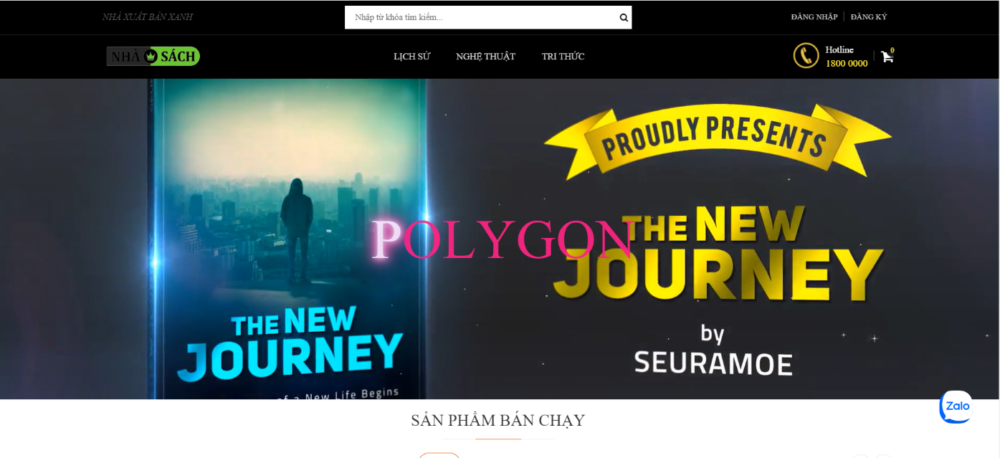 NHÀ XUẤT BẢN XANH
Nhập từ khóa tìm kiếm...
ĐĂNG NHẬP
ĐĂNG KÝ
NHÀ SÁCH
LỊCH SỬ
NGHỆ THUẬT
TRI THỨC
Hotline
1800 0000
0
PROUDLY PRESENTS
THE NEW
JOURNEY
by
SEURAMOE
POLYGON
THE NEW
JOURNEY
of a New Life Begins
Zalo
SẢN PHẨM BÁN CHẠY